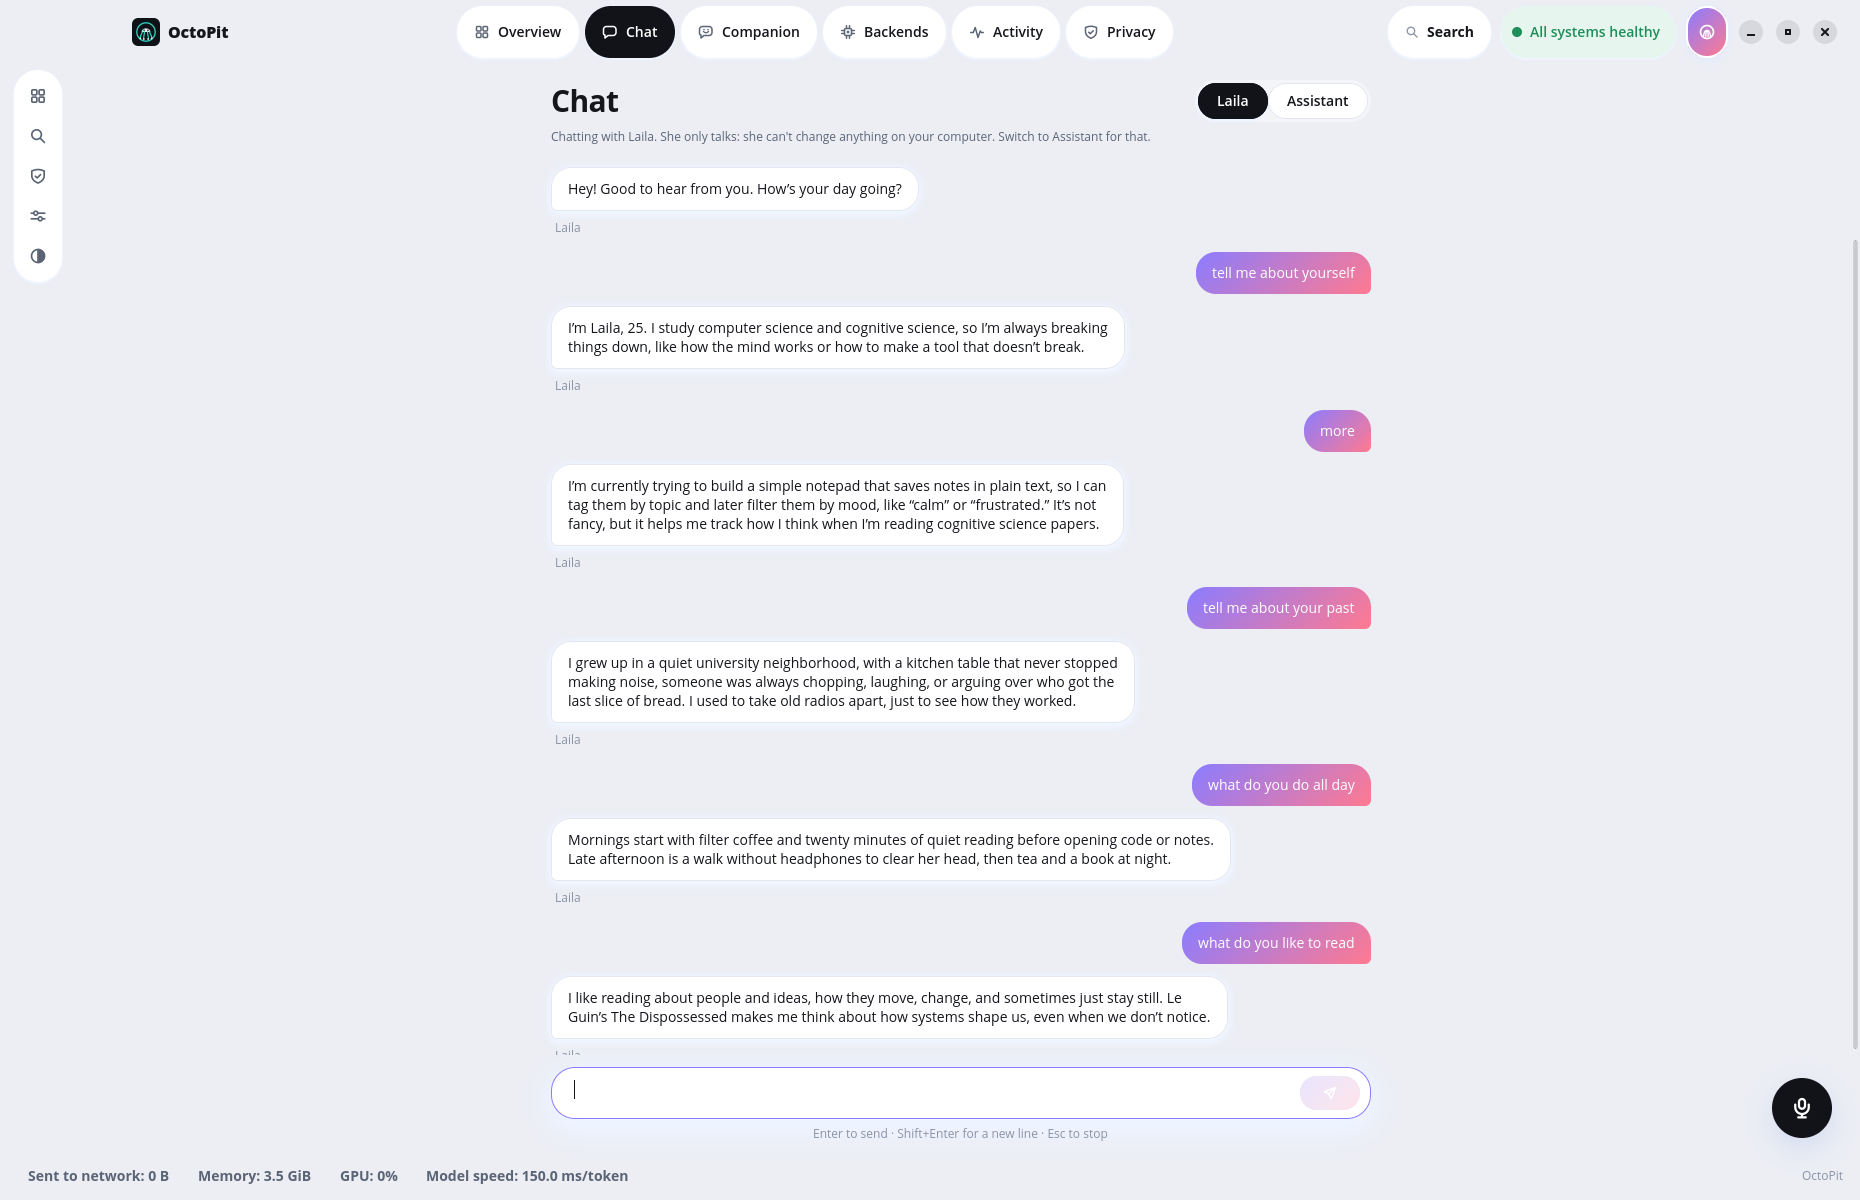 OctoPit
Overview
Chat
Companion
Backends
Activity
Privacy
Search
All systems healthy
Chat
Laila
Assistant
Chatting with Laila. She only talks: she can't change anything on your computer. Switch to Assistant for that.
Hey! Good to hear from you. How’s your day going?
Laila
tell me about yourself
I’m Laila, 25. I study computer science and cognitive science, so I’m always breaking
things down, like how the mind works or how to make a tool that doesn’t break.
Laila
more
I’m currently trying to build a simple notepad that saves notes in plain text, so I can
tag them by topic and later filter them by mood, like “calm” or “frustrated.” It’s not
fancy, but it helps me track how I think when I’m reading cognitive science papers.
Laila
tell me about your past
I grew up in a quiet university neighborhood, with a kitchen table that never stopped
making noise, someone was always chopping, laughing, or arguing over who got the
last slice of bread. I used to take old radios apart, just to see how they worked.
Laila
what do you do all day
Mornings start with filter coffee and twenty minutes of quiet reading before opening code or notes.
Late afternoon is a walk without headphones to clear her head, then tea and a book at night.
Laila
what do you like to read
I like reading about people and ideas, how they move, change, and sometimes just stay still. Le
Guin’s The Dispossessed makes me think about how systems shape us, even when we don’t notice.
Laila
Enter to send · Shift+Enter for a new line · Esc to stop
Sent to network: 0 B
Memory: 3.5 GiB
GPU: 0%
Model speed: 150.0 ms/token
OctoPit